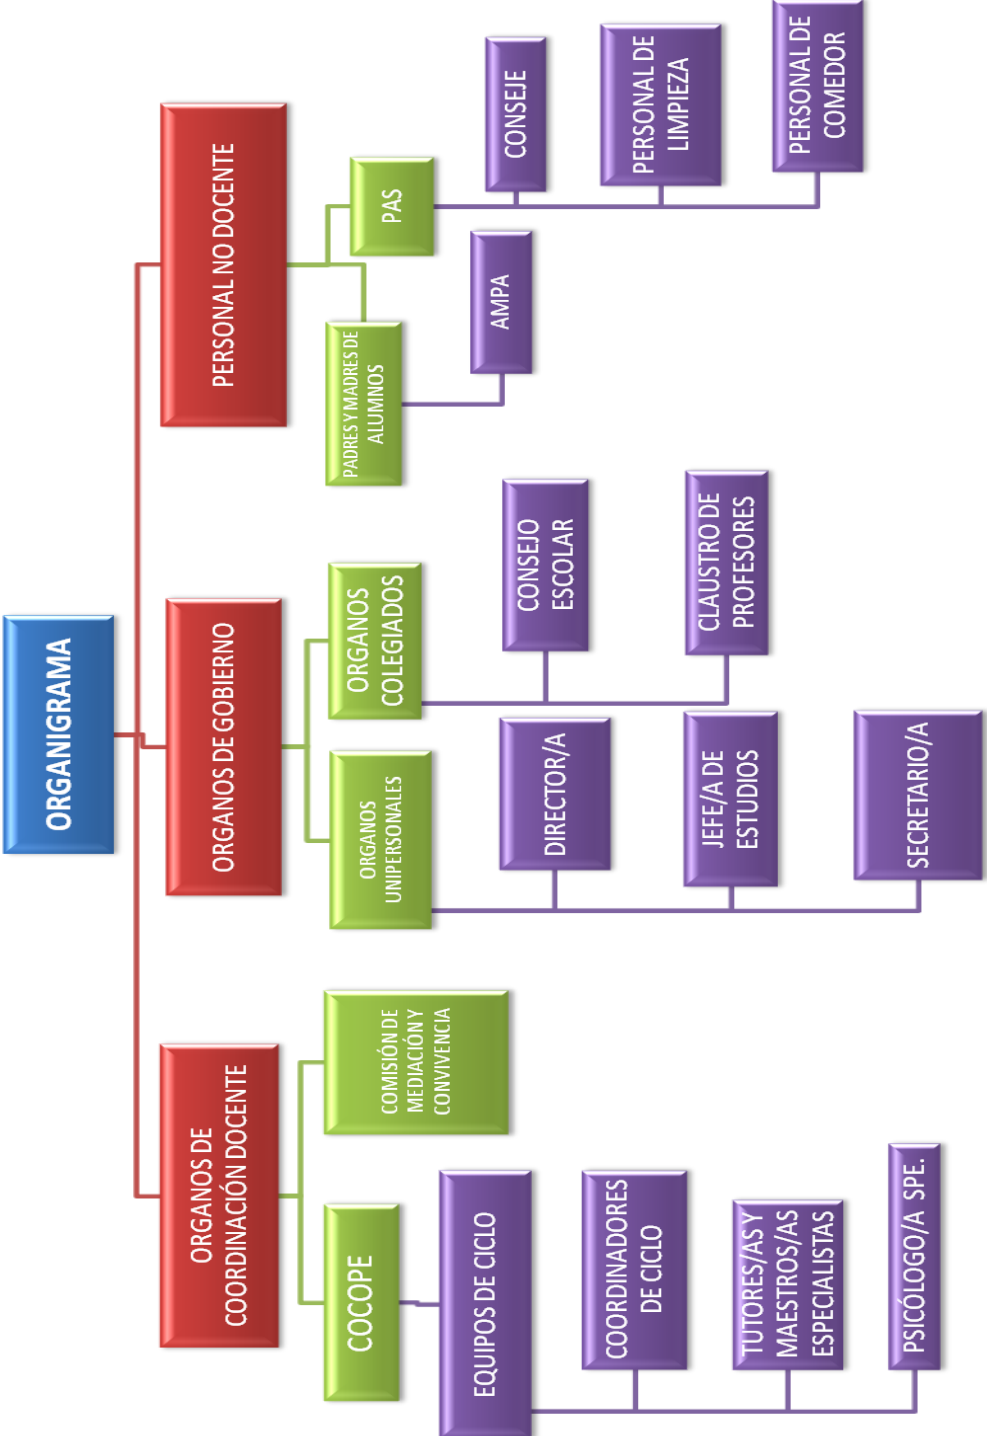 ORGANIGRAMA
ORGANOS DE
COORDINACIÓN DOCENTE
COCOPE
EQUIPOS DE CICLO
COORDINADORES
DE CICLO
TUTORES/AS Y
MAESTROS/AS
ESPECIALISTAS
PSICÓLOGO/A SPE.
COMISIÓN DE
MEDIACIÓN Y
CONVIVENCIA
ORGANOS DE GOBIERNO
ORGANOS
UNIPERSONALES
DIRECTOR/A
JEFE/A DE
ESTUDIOS
SECRETARIO/A
ORGANOS
COLEGIADOS
CONSEJO
ESCOLAR
CLAUSTRO DE
PROFESORES
PERSONAL NO DOCENTE
PADRES Y MADRES DE
ALUMNOS
AMPA
PAS
CONSEJE
PERSONAL DE
LIMPIEZA
PERSONAL DE
COMEDOR